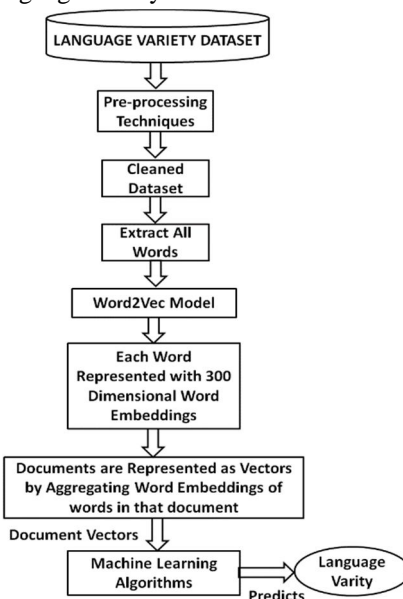 LANGUAGE VARIETY DATASET
Pre-processing
Techniques
Cleaned
Dataset
Extract All
Words
Word2Vec Model
Each Word
Represented with 300
Dimensional Word
Embeddings
Documents are Represented as Vectors
by Aggregating Word Embeddings of
words in that document
Document Vectors
Machine Learning
Algorithms
Language
Varity
Predicts